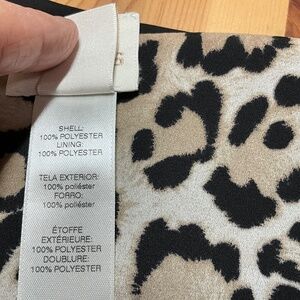 SHELL:
100% POLYESTER
LINING:
100% POLYESTER
TELA EXTERIOR:
100% poliéster
FORRO:
100% poliéster
ÉTOFFE
EXTÉRIEURE:
100% POLYESTER
DOUBLURE:
100% POLYESTER